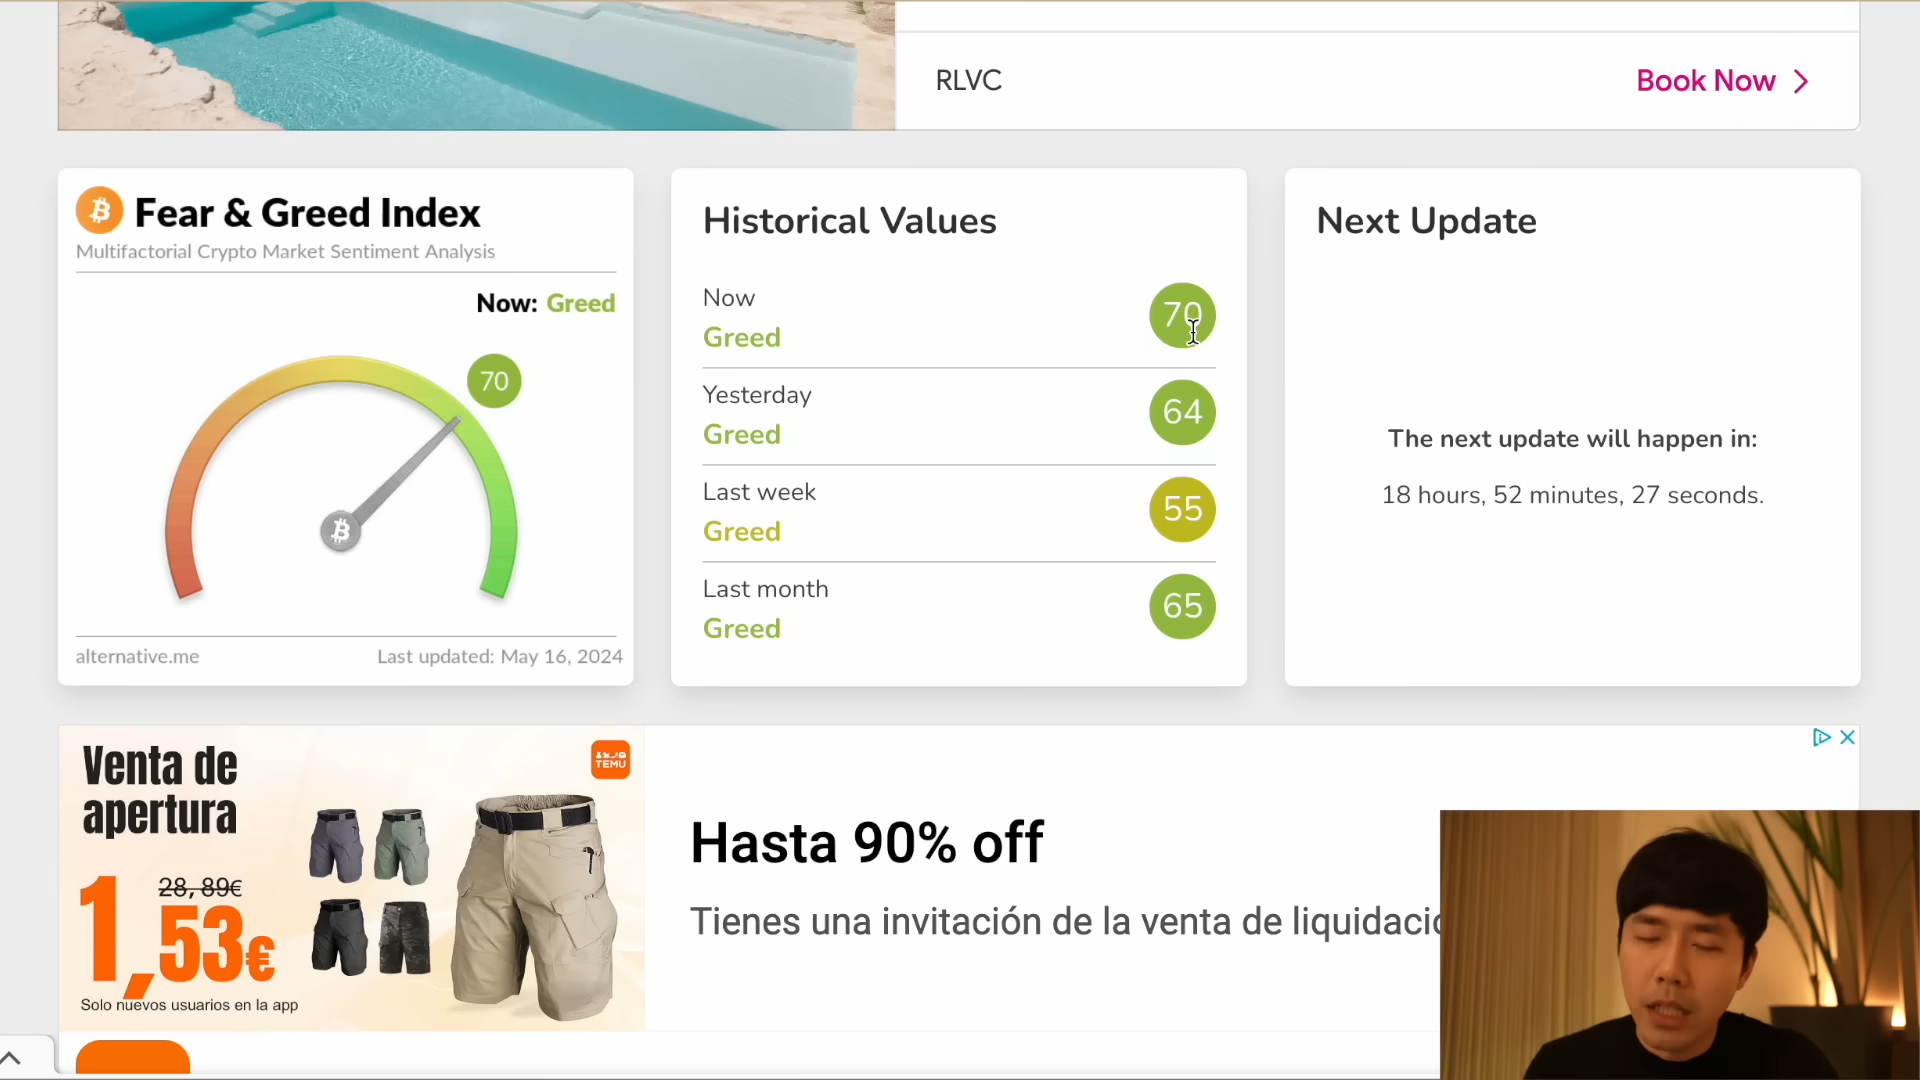 RLVC
Book Now
Fear & Greed Index
Multifactorial Crypto Market Sentiment Analysis
Now: Greed
70
alternative.me
Last updated: May 16, 2024
Historical Values
Now
Greed
70
Yesterday
Greed
64
Last week
Greed
55
Last month
Greed
65
Next Update
The next update will happen in:
18 hours, 52 minutes, 27 seconds.
Venta de
apertura
TEMU
28,89€
1,53€
Solo nuevos usuarios en la app
Hasta 90% off
Tienes una invitación de la venta de